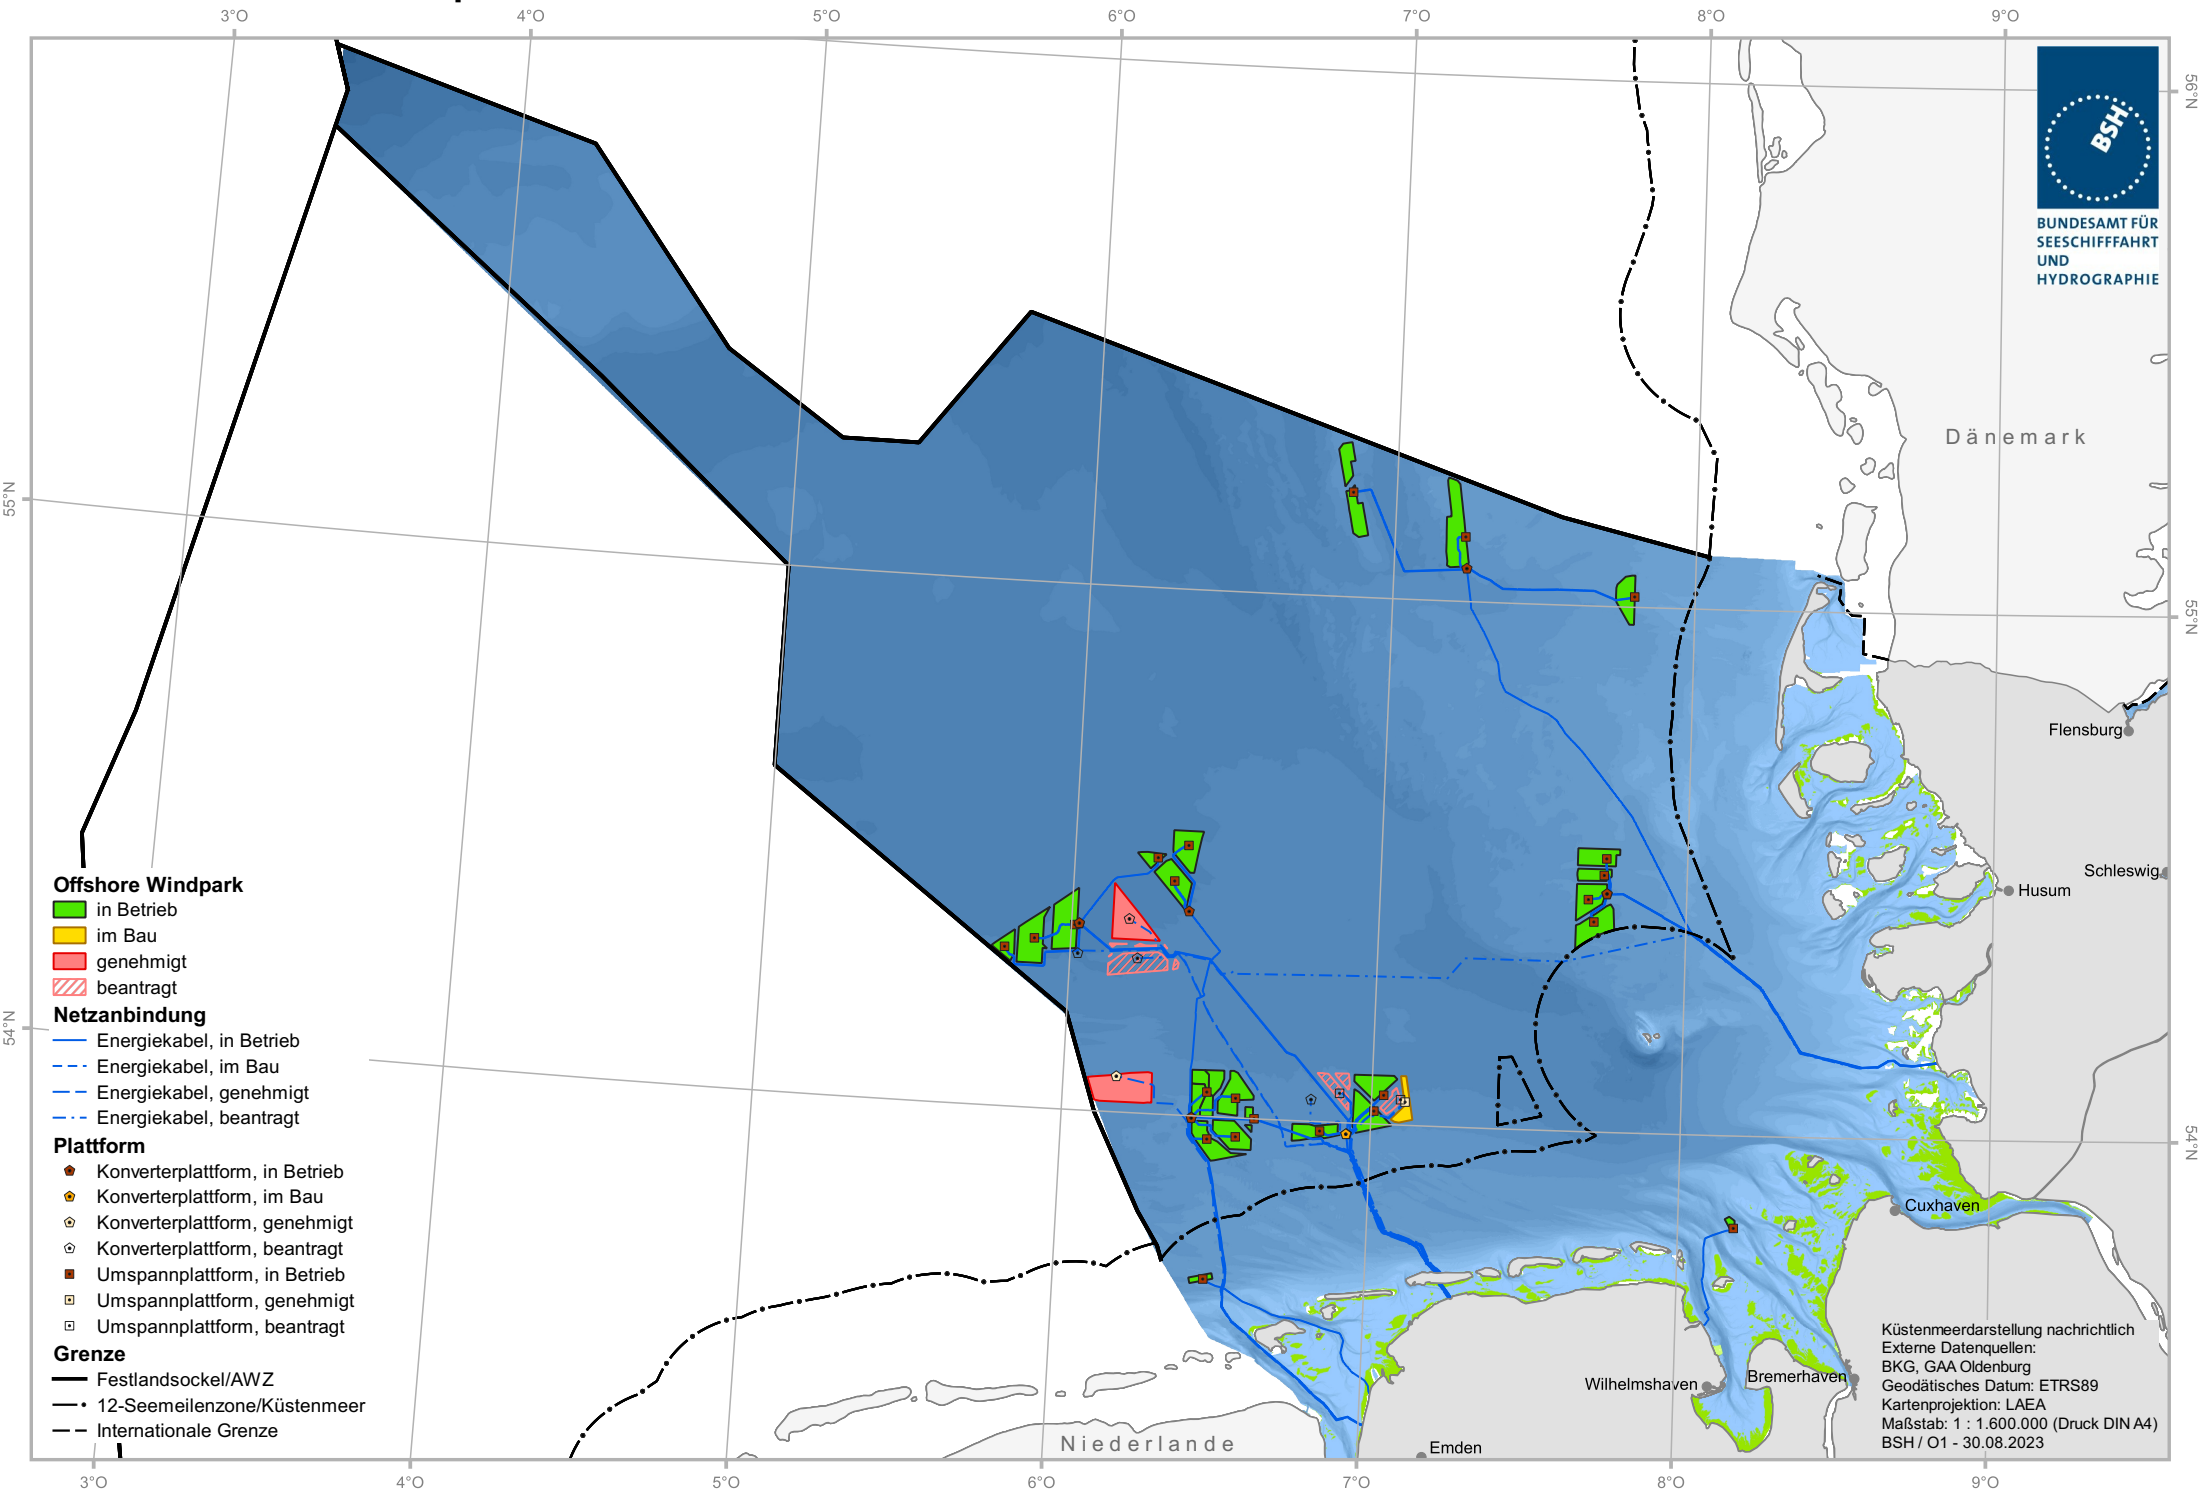 3°O 4°O 5°O 6°O 7°O 8°O 9°O
56°N
BSH
BUNDESAMT FÜR
SEESCHIFFFAHRT
UND
HYDROGRAPHIE
Dänemark
55°N
55°N
Flensburg
Schleswig
Husum
Offshore Windpark
in Betrieb
im Bau
genehmigt
beantragt
Netzanbindung
Energiekabel, in Betrieb
Energiekabel, im Bau
Energiekabel, genehmigt
Energiekabel, beantragt
Plattform
Konverterplattform, in Betrieb
Konverterplattform, im Bau
Konverterplattform, genehmigt
Konverterplattform, beantragt
Umspannplattform, in Betrieb
Umspannplattform, genehmigt
Umspannplattform, beantragt
Grenze
Festlandsockel/AWZ
12-Seemeilenzone/Küstenmeer
Internationale Grenze
54°N
54°N
Cuxhaven
Wilhelmshaven
Bremerhaven
Emden
Niederlande
Küstenmeerdarstellung nachrichtlich
Externe Datenquellen:
BKG, GAA Oldenburg
Geodätisches Datum: ETRS89
Kartenprojektion: LAEA
Maßstab: 1 : 1.600.000 (Druck DIN A4)
BSH / O1 - 30.08.2023
3°O 4°O 5°O 6°O 7°O 8°O 9°O